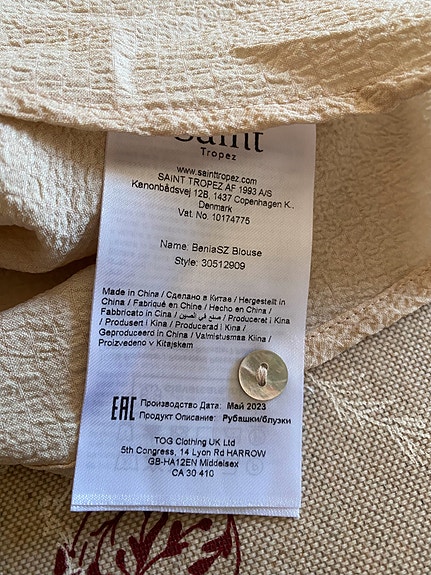 Saint
Tropez
www.sainttropez.com
SAINT TROPEZ AF 1993 A/S
Kanonbådsvej 12B, 1437 Copenhagen K.,
Denmark
Vat. No. 10174775
Name: BeniaSZ Blouse
Style: 30512909
Made in China / Сделано в Китае / Hergestellt in
China / Fabriqué en Chine / Hecho en China /
Fabbricato in Cina / صنع في الصين / Produceret i Kina
/ Produsert i Kina / Producerad i Kina /
Geproduceerd in China / Valmistusmaa Kiina /
Proizvedeno v Kitajskem
EAC Производство Дата: Май 2023
Продукт Описание: Рубашки/блузки
TOG Clothing UK Ltd
5th Congress, 14 Lyon Rd HARROW
GB-HA12EN Middelsex
CA 30 410